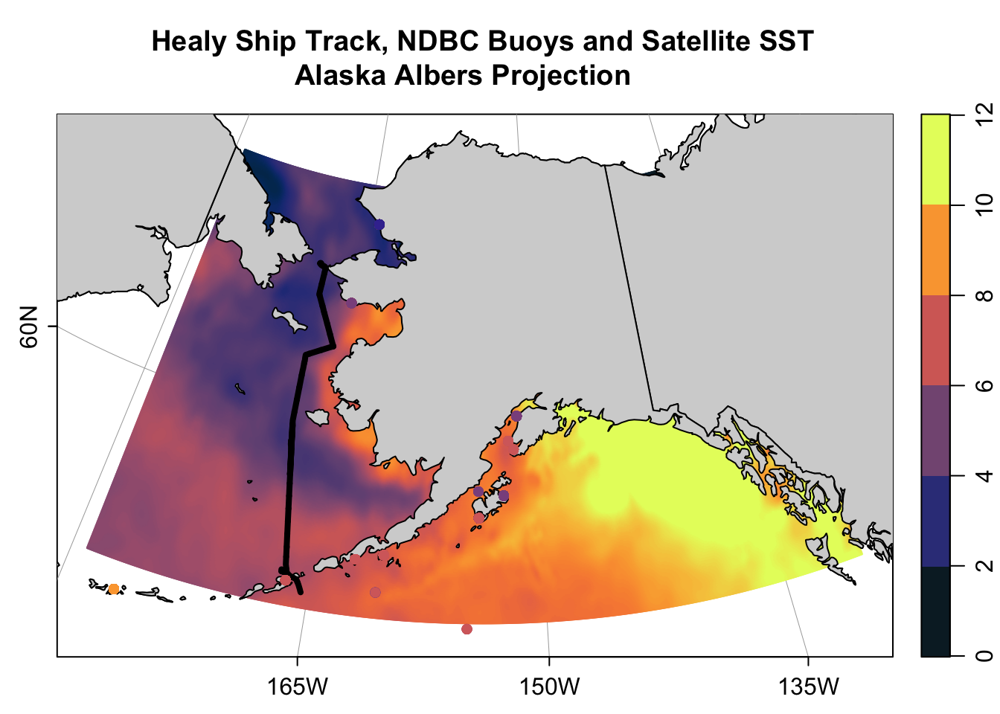 Healy Ship Track, NDBC Buoys and Satellite SST
Alaska Albers Projection
60N
165W
150W
135W
12
10
8
6
4
2
0